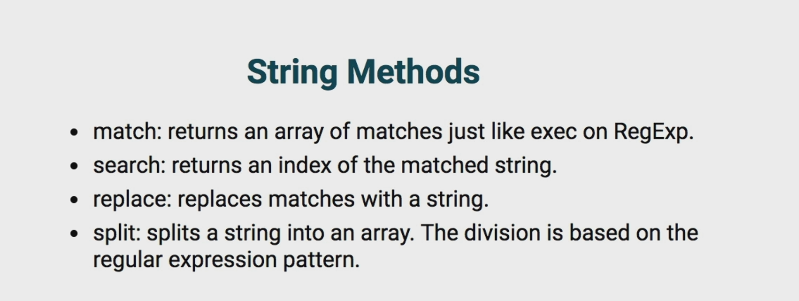 String Methods
• match: returns an array of matches just like exec on RegExp.
• search: returns an index of the matched string.
• replace: replaces matches with a string.
• split: splits a string into an array. The division is based on the
regular expression pattern.